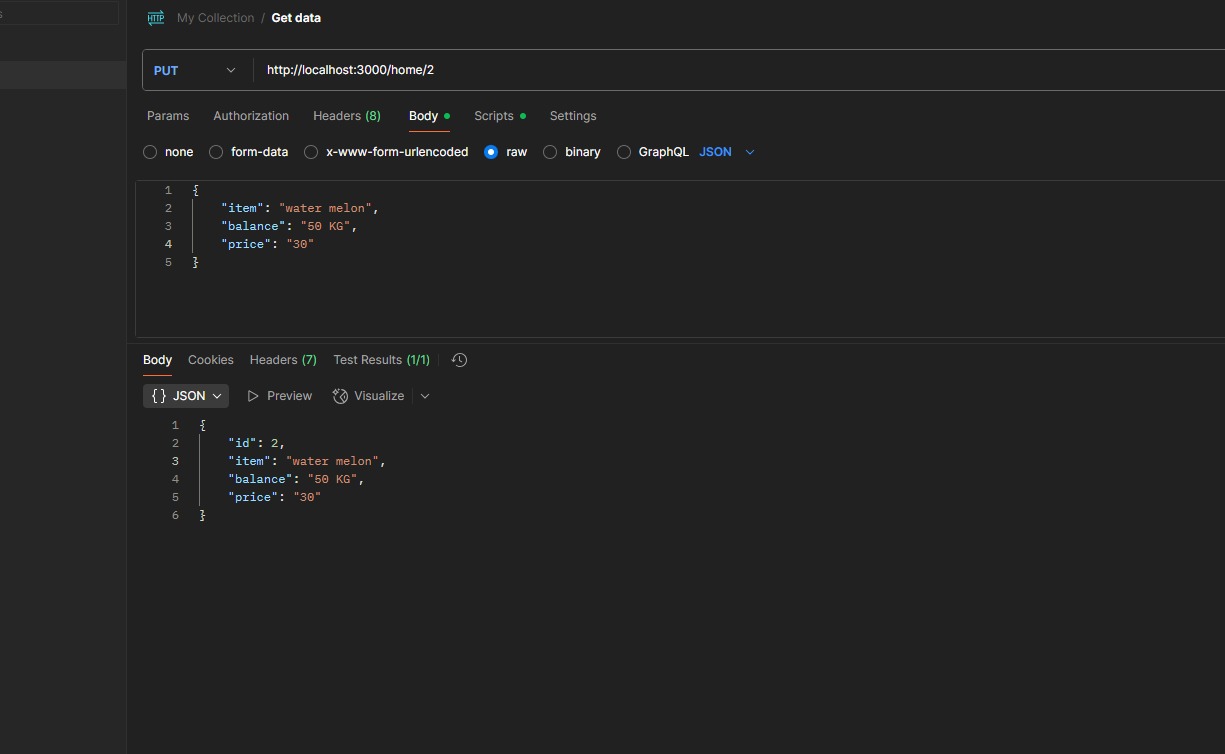 s
HTTP My Collection / Get data
PUT http://localhost:3000/home/2
Params Authorization Headers (8) Body Scripts Settings
none form-data x-www-form-urlencoded raw binary GraphQL JSON
1 {
2 "item": "water melon",
3 "balance": "50 KG",
4 "price": "30"
5 }
Body Cookies Headers (7) Test Results (1/1)
{} JSON Preview Visualize
1 {
2 "id": 2,
3 "item": "water melon",
4 "balance": "50 KG",
5 "price": "30"
6 }